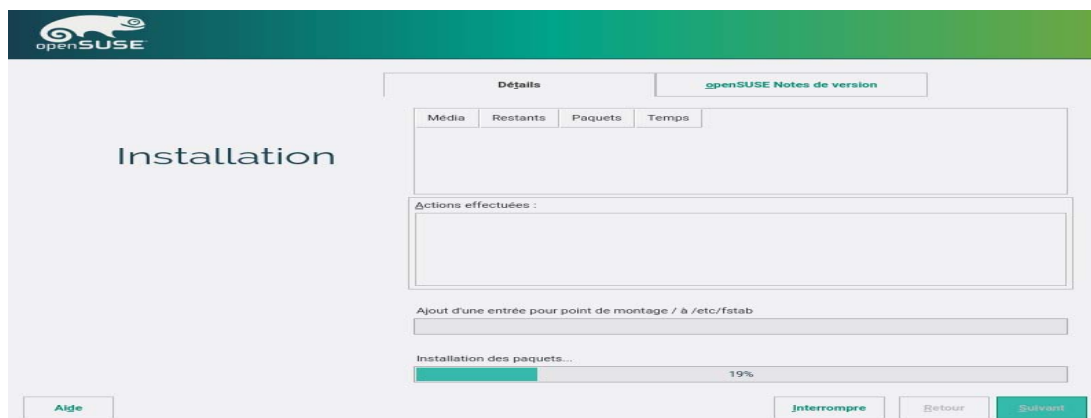 openSUSE
Détails
openSUSE Notes de version
Média Restants Paquets Temps
Installation
Actions effectuées :
Ajout d'une entrée pour point de montage / à /etc/fstab
Installation des paquets...
19%
Aide
Interrompre
Retour
Suivant